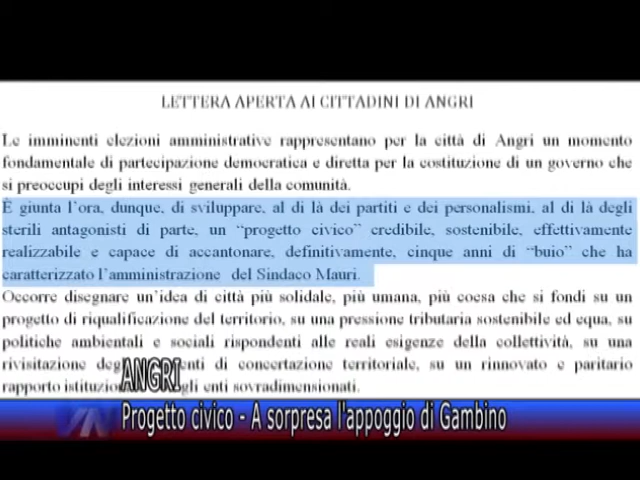 LETTERA APERTA AI CITTADINI DI ANGRI
Le imminenti elezioni amministrative rappresentano per la città di Angri un momento
fondamentale di partecipazione democratica e diretta per la costituzione di un governo che
si preoccupi degli interessi generali della comunità.
È giunta l'ora, dunque, di sviluppare, al di là dei partiti e dei personalismi, al di là degli
sterili antagonisti di parte, un "progetto civico" credibile, sostenibile, effettivamente
realizzabile e capace di accantonare, definitivamente, cinque anni di "buio" che ha
caratterizzato l'amministrazione del Sindaco Mauri.
Occorre disegnare un'idea di città più solidale, più umana, più coesa che si fondi su un
progetto di riqualificazione del territorio, su una pressione tributaria sostenibile ed equa, su
politiche ambientali e sociali rispondenti alle reali esigenze della collettività, su una
rivisitazione di concertazione territoriale, su un rinnovato e paritario
rapporto enti sovradimensionati.
ANGRI
Progetto civico - A sorpresa l'appoggio di Gambino